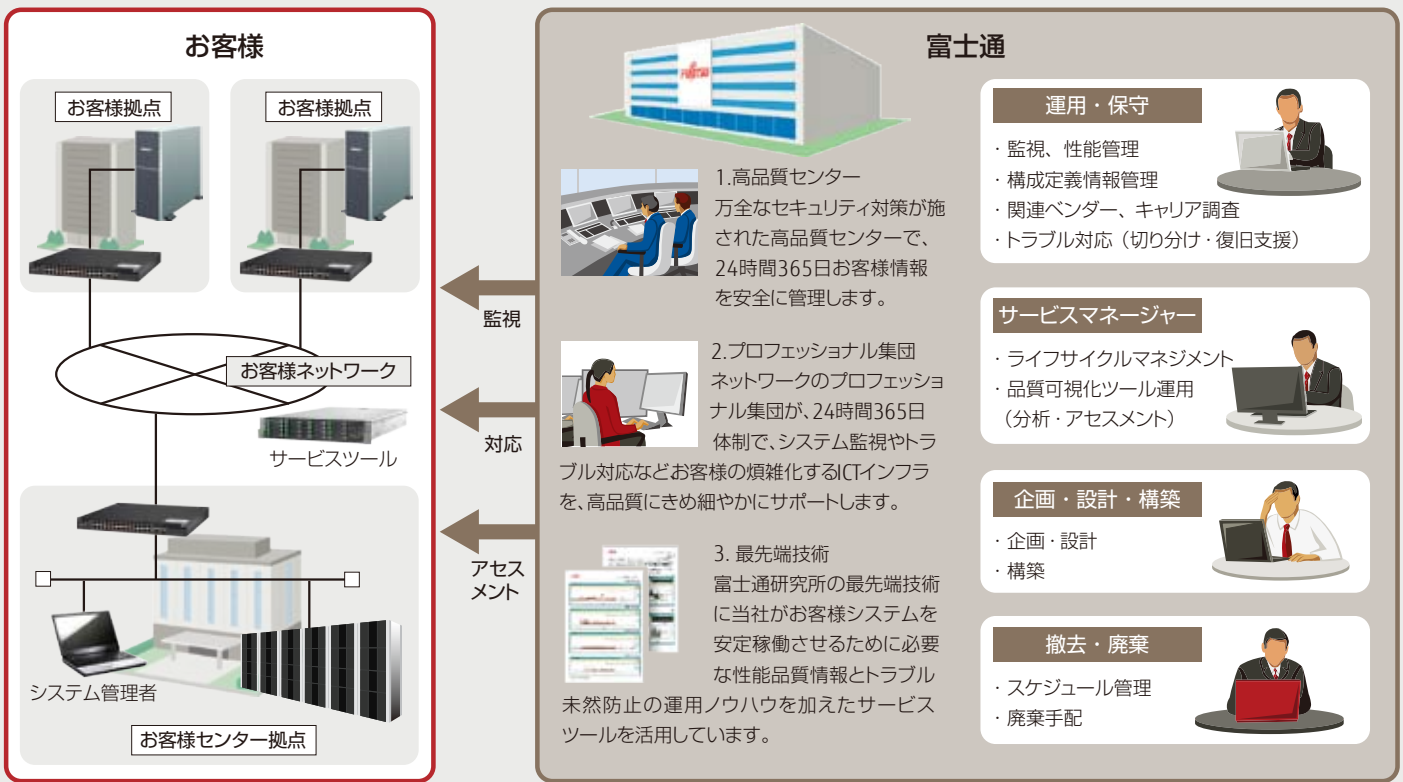 お客様
お客様拠点
お客様拠点
お客様ネットワーク
サービスツール
システム管理者
お客様センター拠点
監視
対応
アセス
メント
富士通
FUJITSU
1.高品質センター
万全なセキュリティ対策が施
された高品質センターで、
24時間365日お客様情報
を安全に管理します。
2.プロフェッショナル集団
ネットワークのプロフェッショ
ナル集団が、24時間365日
体制で、システム監視やトラ
ブル対応などお客様の煩雑化するICTインフラ
を、高品質にきめ細やかにサポートします。
3. 最先端技術
富士通研究所の最先端技術
に当社がお客様システムを
安定稼働させるために必要
な性能品質情報とトラブル
未然防止の運用ノウハウを加えたサービス
ツールを活用しています。
運用・保守
・監視、性能管理
・構成定義情報管理
・関連ベンダー、キャリア調査
・トラブル対応（切り分け・復旧支援）
サービスマネージャー
・ライフサイクルマネジメント
・品質可視化ツール運用
（分析・アセスメント）
企画・設計・構築
・企画・設計
・構築
撤去・廃棄
・スケジュール管理
・廃棄手配